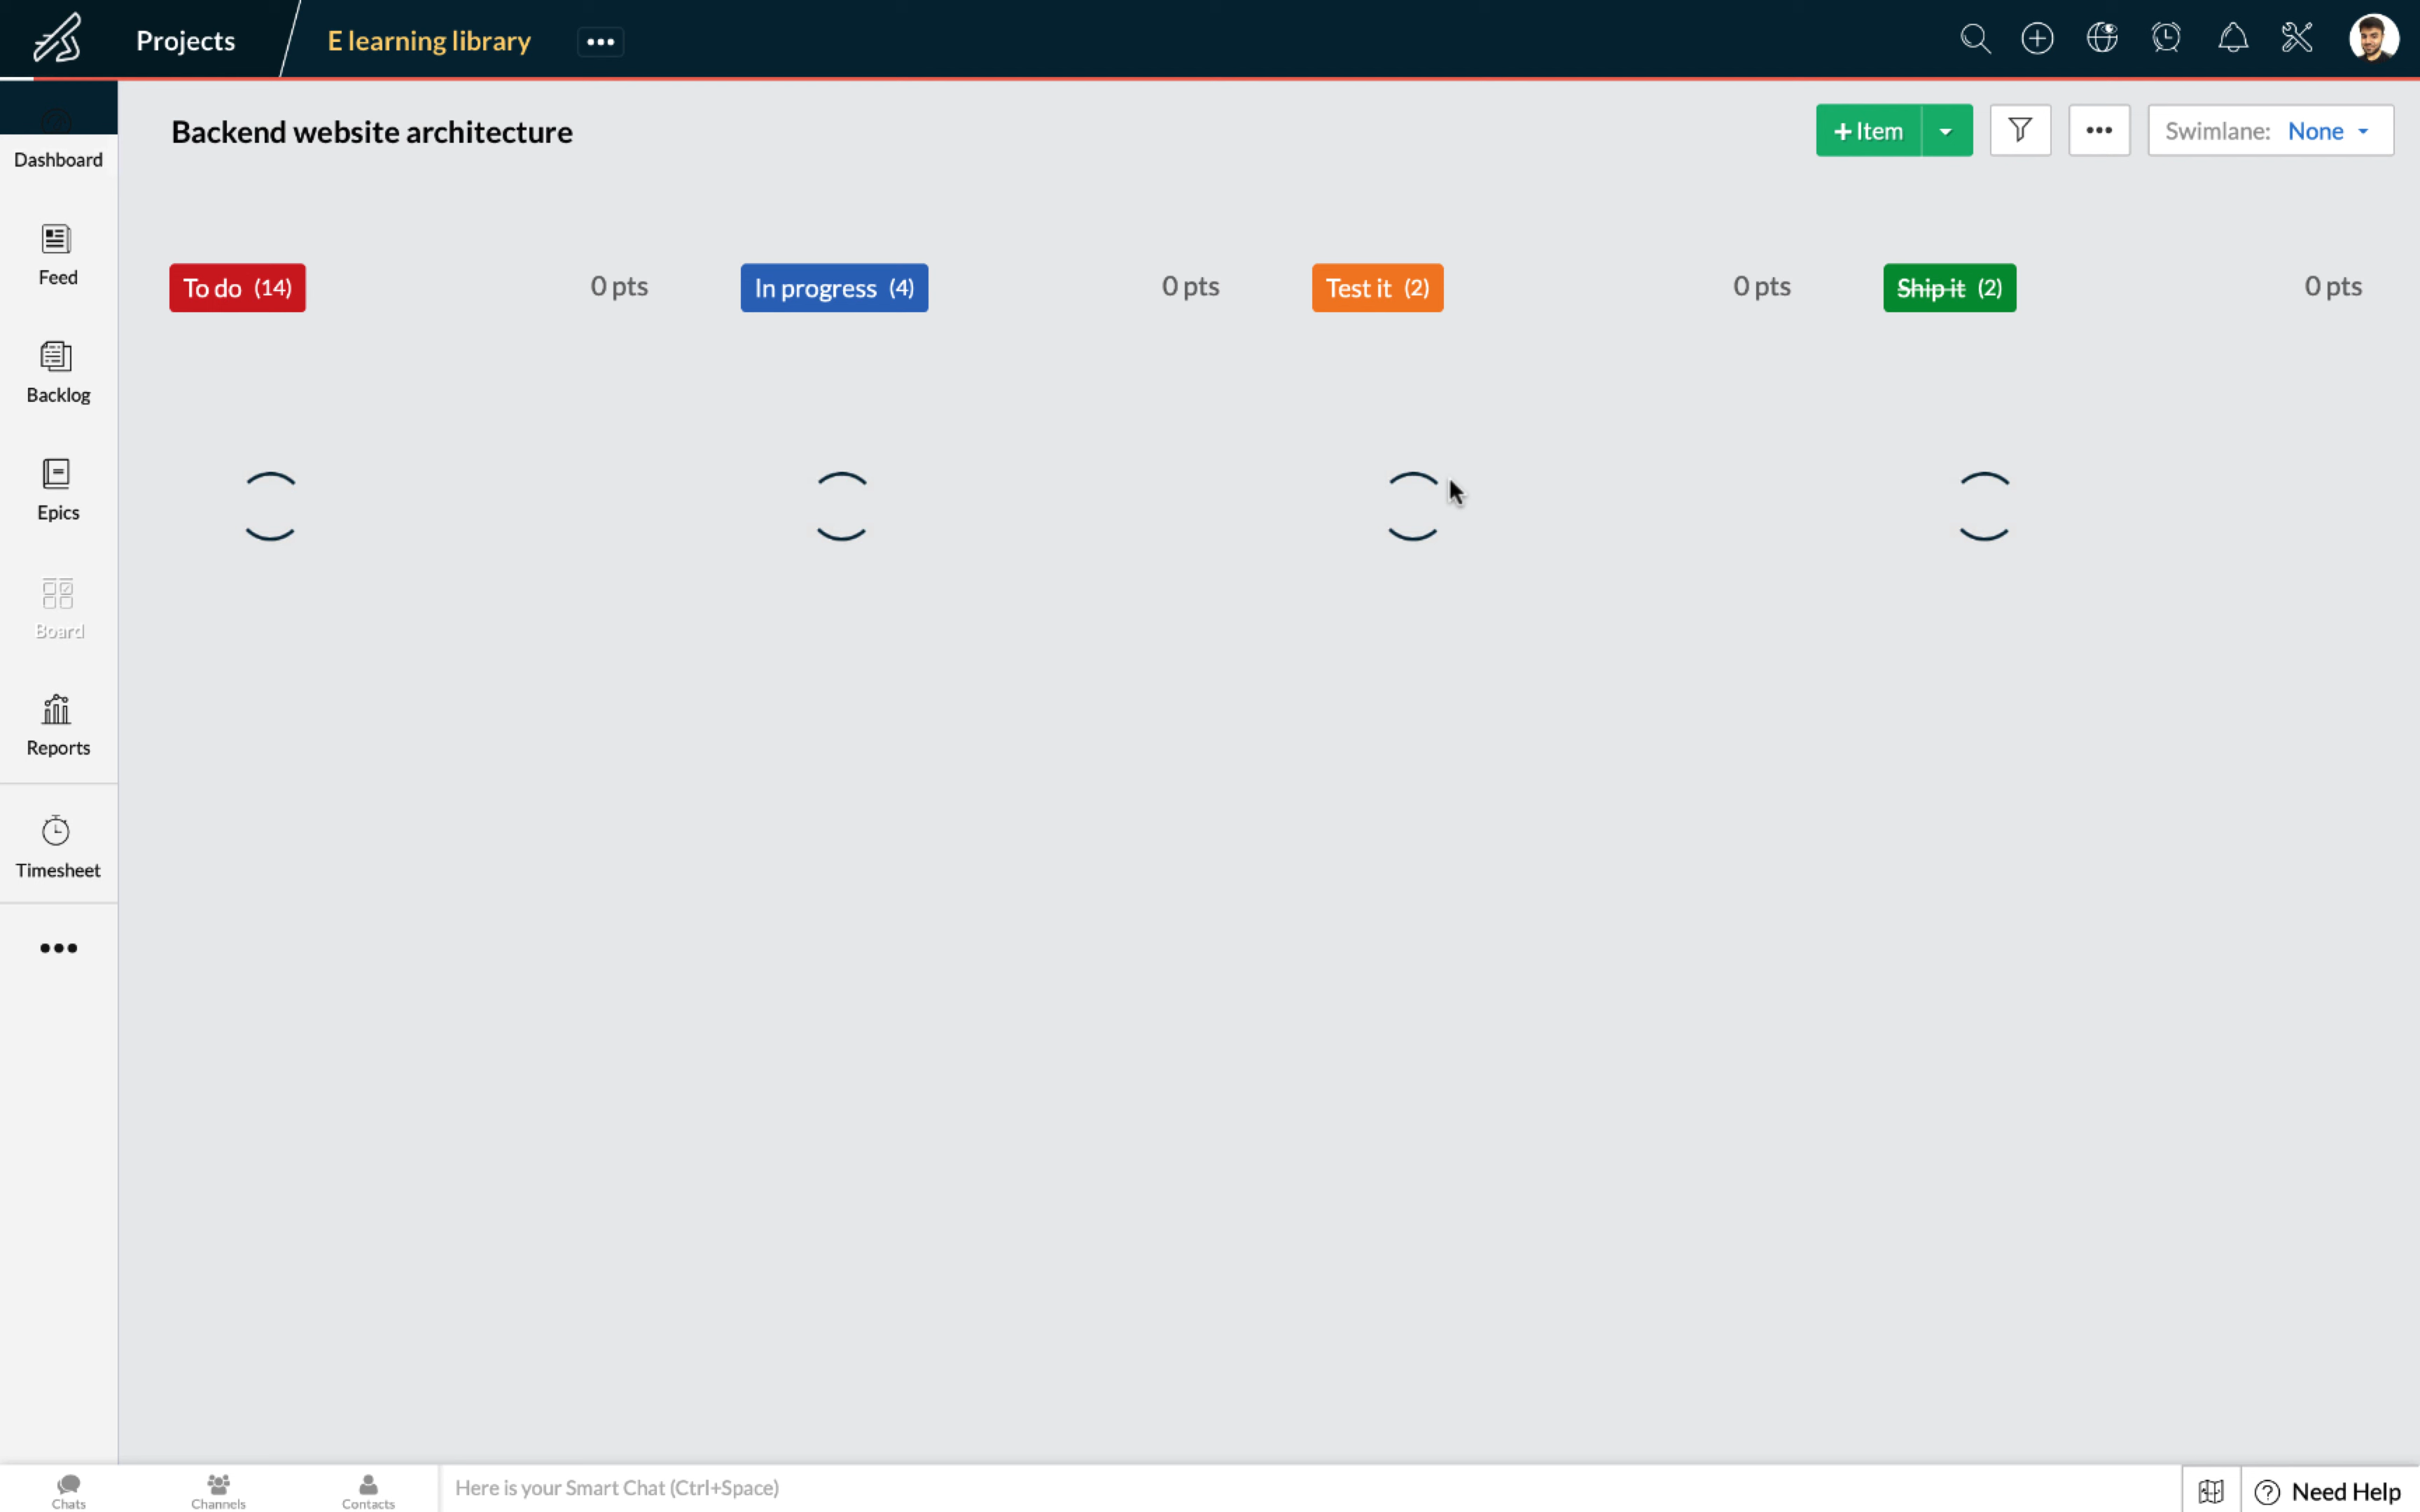 Projects
E learning library
Backend website architecture
+ Item
Swimlane: None
Dashboard
Feed
Backlog
Epics
Board
Reports
Timesheet
To do (14)
0 pts
In progress (4)
0 pts
Test it (2)
0 pts
Ship it (2)
0 pts
Chats
Channels
Contacts
Here is your Smart Chat (Ctrl+Space)
Need Help